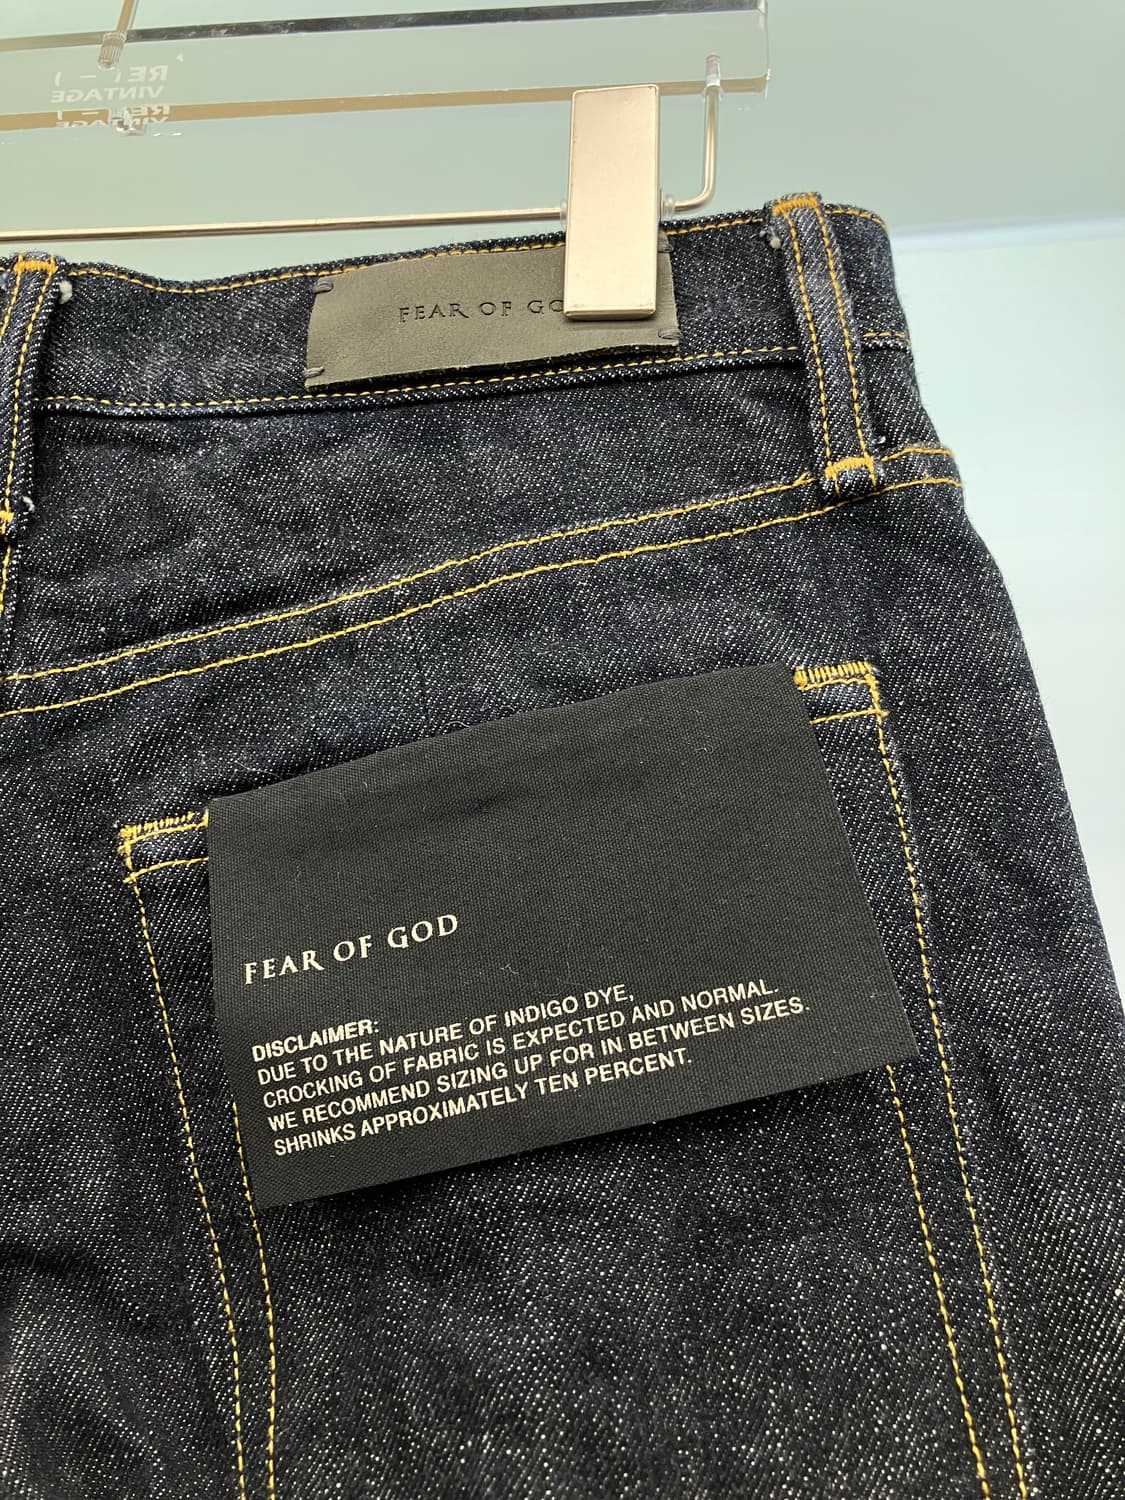 VINTAGE
FEAR OF GO
FEAR OF GOD
DISCLAIMER:
DUE TO THE NATURE OF INDIGO DYE,
CROCKING OF FABRIC IS EXPECTED AND NORMAL.
WE RECOMMEND SIZING UP FOR IN BETWEEN SIZES.
SHRINKS APPROXIMATELY TEN PERCENT.